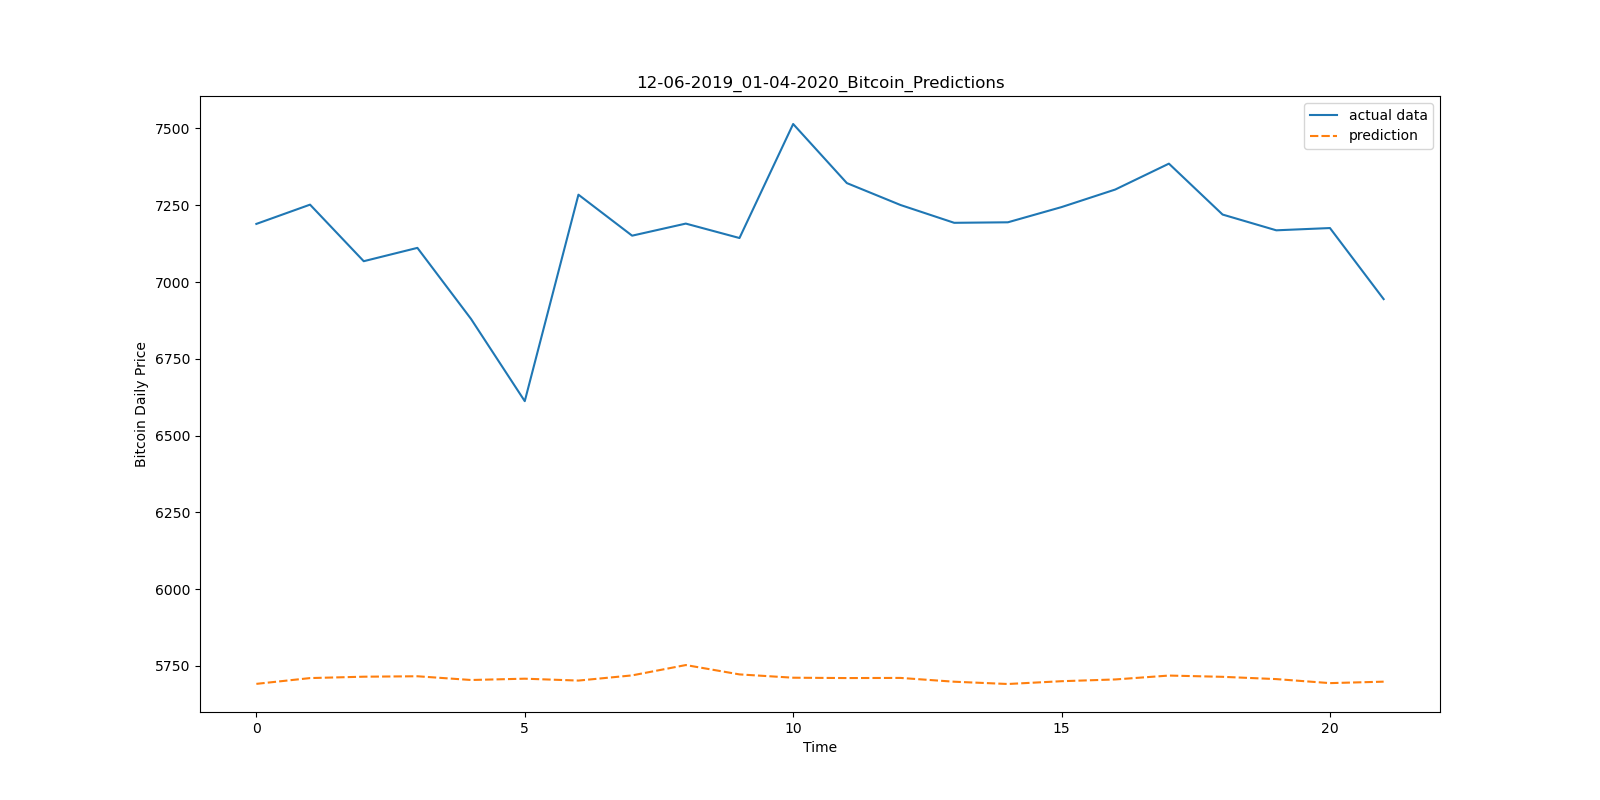 12-06-2019_01-04-2020_Bitcoin_Predictions
actual data
prediction
7500
7250
7000
6750
6500
6250
6000
5750
Bitcoin Daily Price
0 5 10 15 20
Time